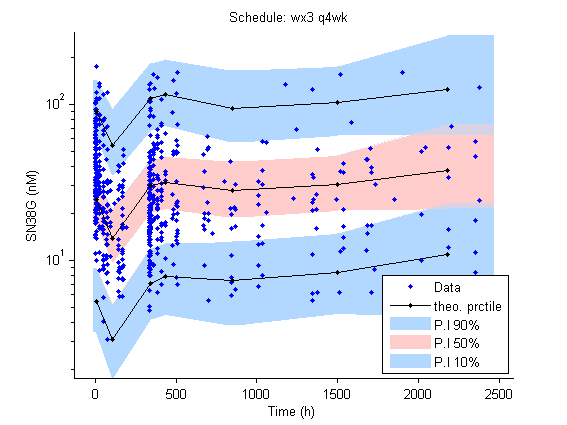 Schedule: wx3 q4wk
SN38G (nM)
10²
10¹
Data
theo. prctile
P.I 90%
P.I 50%
P.I 10%
0 500 1000 1500 2000 2500
Time (h)